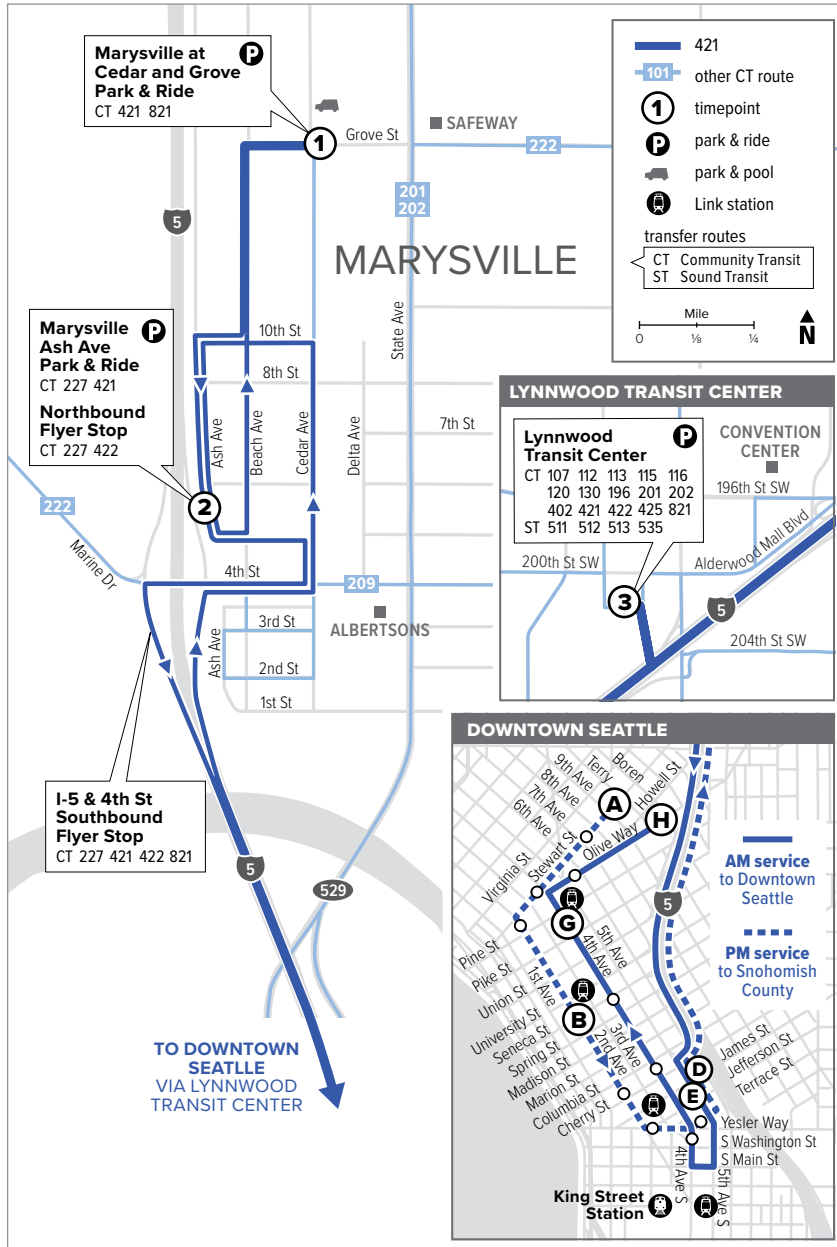 Marysville at
Cedar and Grove
Park & Ride
CT 421 821
P
1
Grove St
SAFEWAY
222
201
202
5
MARYSVILLE
421
101
other CT route
1
timepoint
P
park & ride
park & pool
Link station
transfer routes
CT Community Transit
ST Sound Transit
Mile
0 1/8 1/4
N
Marysville
Ash Ave
Park & Ride
CT 227 421
Northbound
Flyer Stop
CT 227 422
P
10th St
8th St
7th St
State Ave
Ash Ave
Beach Ave
Cedar Ave
Delta Ave
2
222
Marine Dr
4th St
209
ALBERTSONS
3rd St
Ash Ave
2nd St
1st St
I-5 & 4th St
Southbound
Flyer Stop
CT 227 421 422 821
5
529
TO DOWNTOWN
SEATLLE
VIA LYNNWOOD
TRANSIT CENTER
LYNNWOOD TRANSIT CENTER
Lynnwood
Transit Center
P
CT 107 112 113 115 116
120 130 196 201 202
402 421 422 425 821
ST 511 512 513 535
CONVENTION
CENTER
196th St SW
Alderwood Mall Blvd
200th St SW
3
5
204th St SW
DOWNTOWN SEATTLE
Boren
Terry
9th Ave
8th Ave
7th Ave
6th Ave
A
Howell St
H
Stewart St
Olive Way
Virginia St
AM service
to Downtown
Seattle
5
PM service
to Snohomish
County
G
5th Ave
4th Ave
Pine St
Pike St
Union St
University St
Seneca St
Spring St
Madison St
Marion St
Columbia St
Cherry St
1st Ave
B
3rd Ave
2nd Ave
D
E
James St
Jefferson St
Terrace St
Yesler Way
S Washington St
S Main St
4th Ave S
5th Ave S
King Street
Station